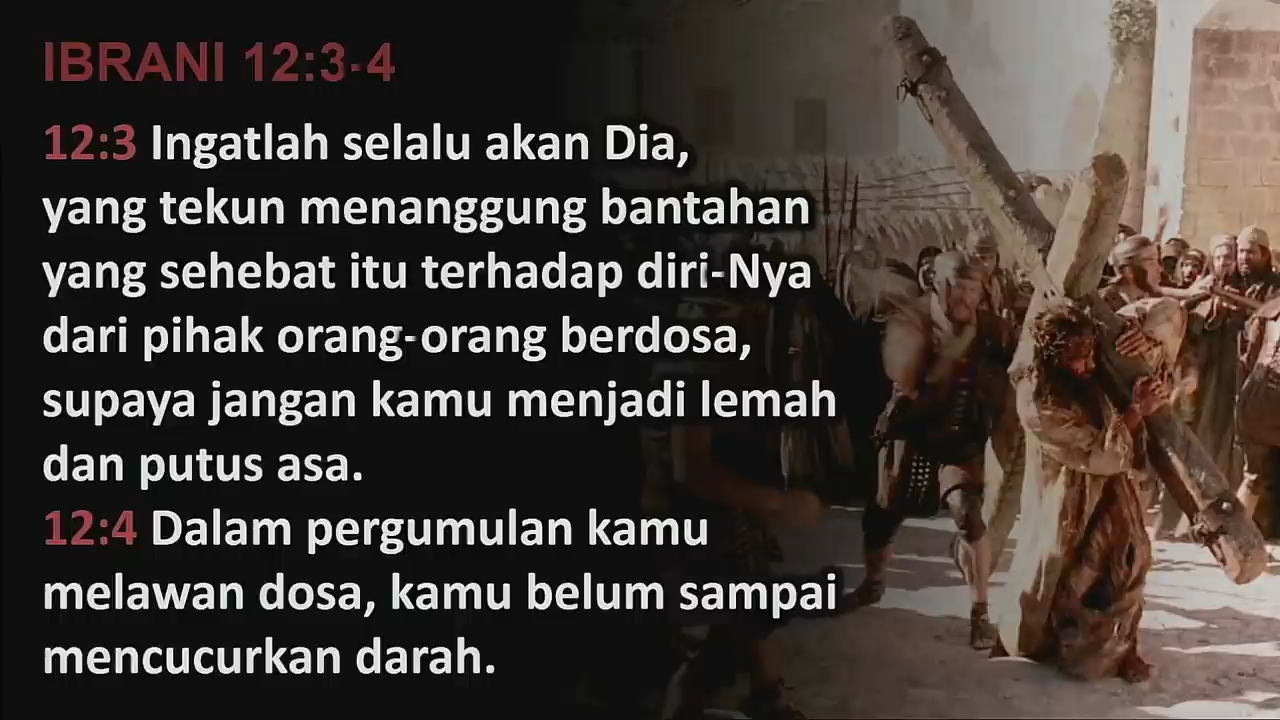 IBRANI 12:3-4
12:3 Ingatlah selalu akan Dia,
yang tekun menanggung bantahan
yang sehebat itu terhadap diri-Nya
dari pihak orang-orang berdosa,
supaya jangan kamu menjadi lemah
dan putus asa.
12:4 Dalam pergumulan kamu
melawan dosa, kamu belum sampai
mencucurkan darah.